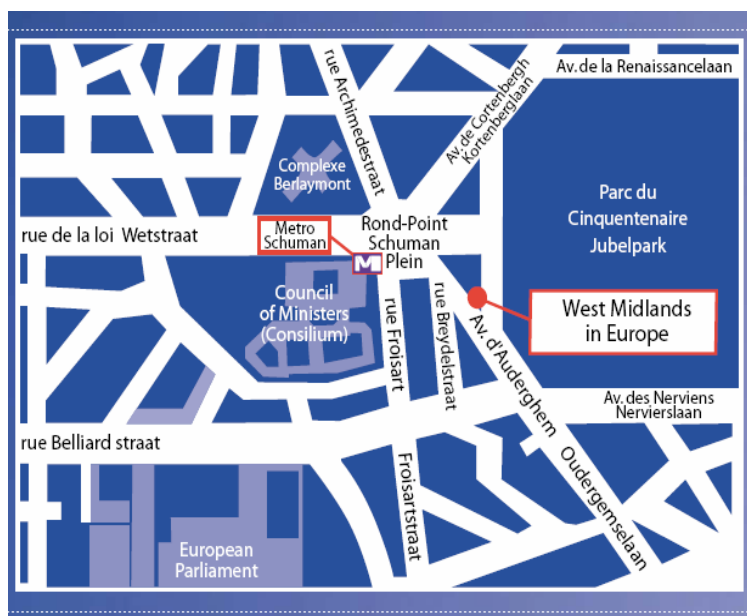 rue Archimedestraat
Av. de Cortenbergh
Kortenberglaan
Av. de la Renaissancelaan
Complexe
Berlaymont
Parc du
Cinquentenaire
Jubelpark
rue de la loi Wetstraat
Metro
Schuman
Rond-Point
Schuman
Plein
M
Council
of Ministers
(Consilium)
rue Froisart
rue Breydelstraat
West Midlands
in Europe
Av. d'Auderghem
Oudergemselaan
Av. des Nerviens
Nervierslaan
rue Belliard straat
Froisartstraat
European
Parliament